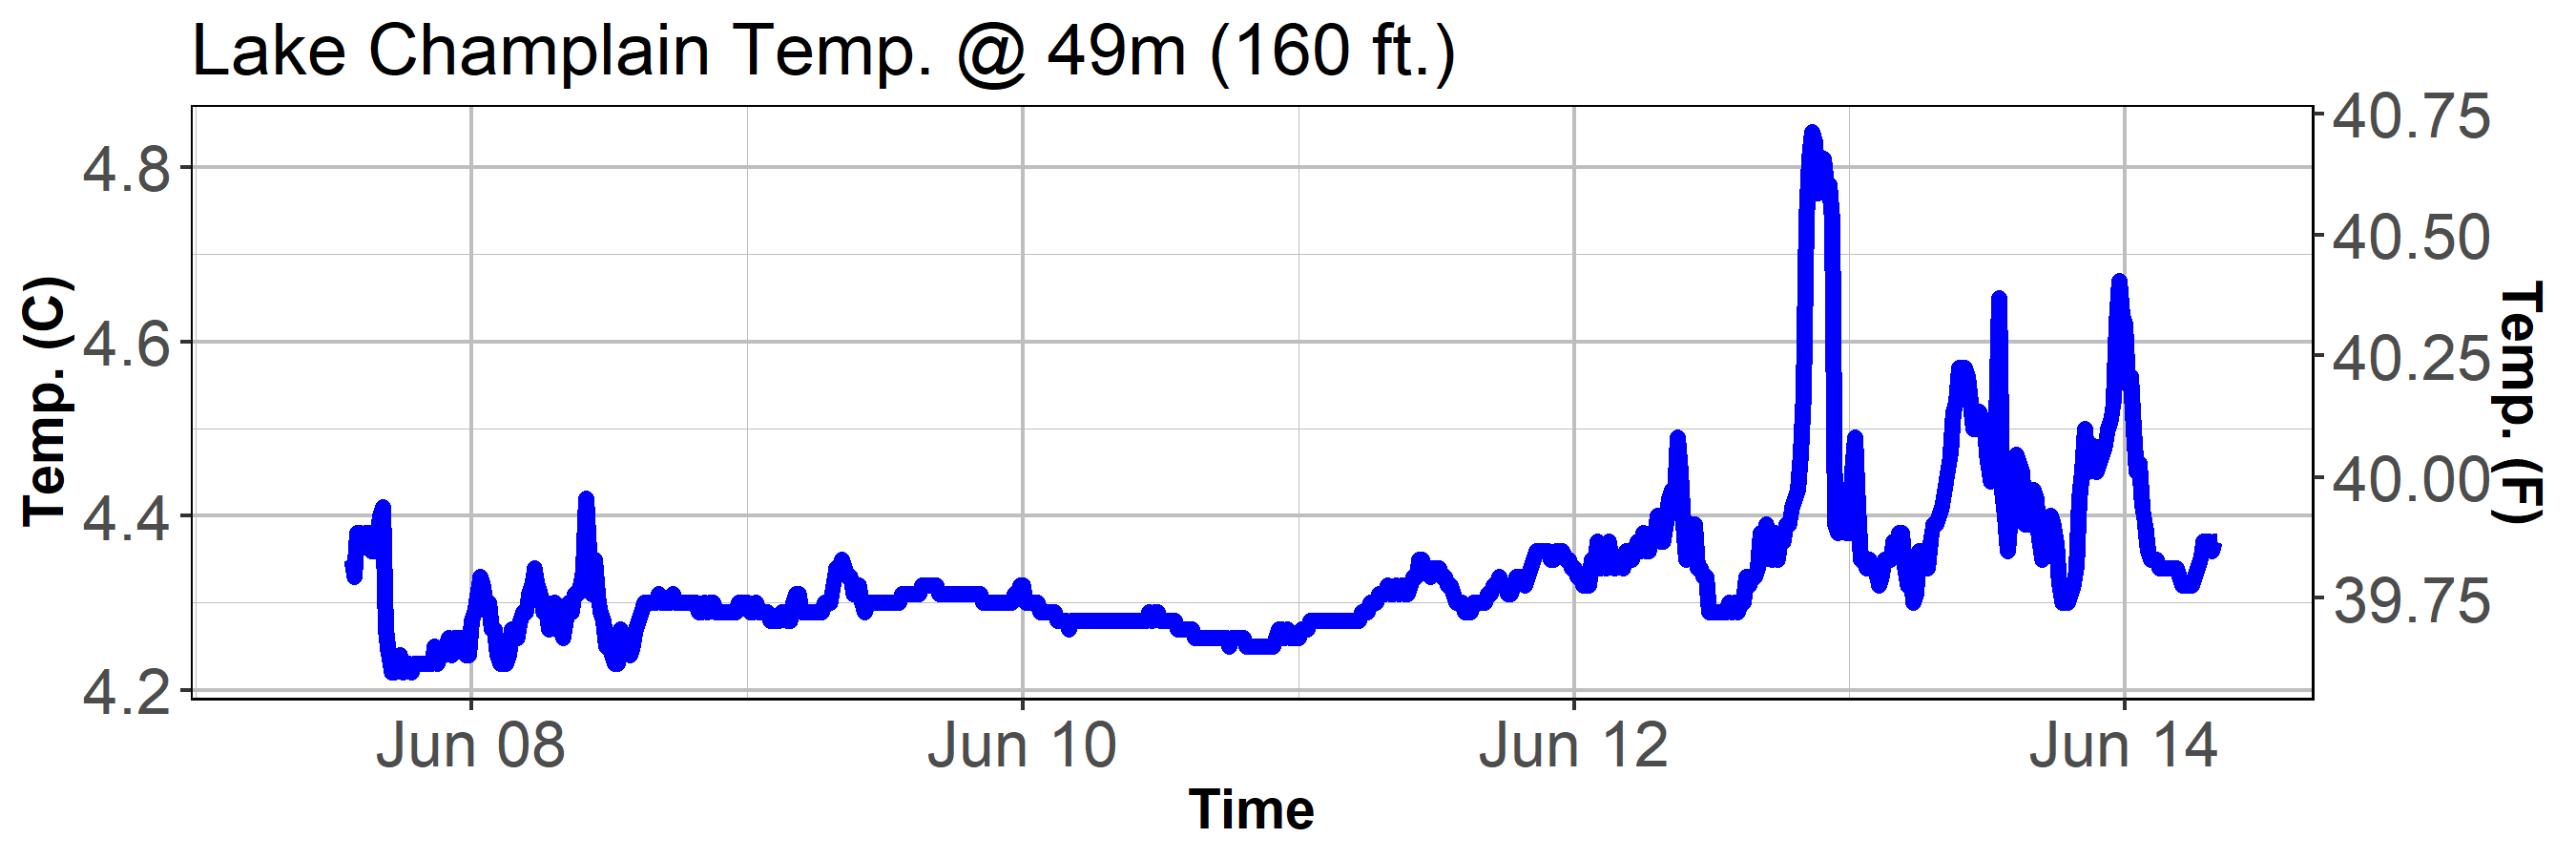 Lake Champlain Temp. @ 49m (160 ft.)
Temp. (C)
4.8
4.6
4.4
4.2
40.75
40.50
40.25
40.00
39.75
Temp. (F)
Jun 08 Jun 10 Jun 12 Jun 14
Time